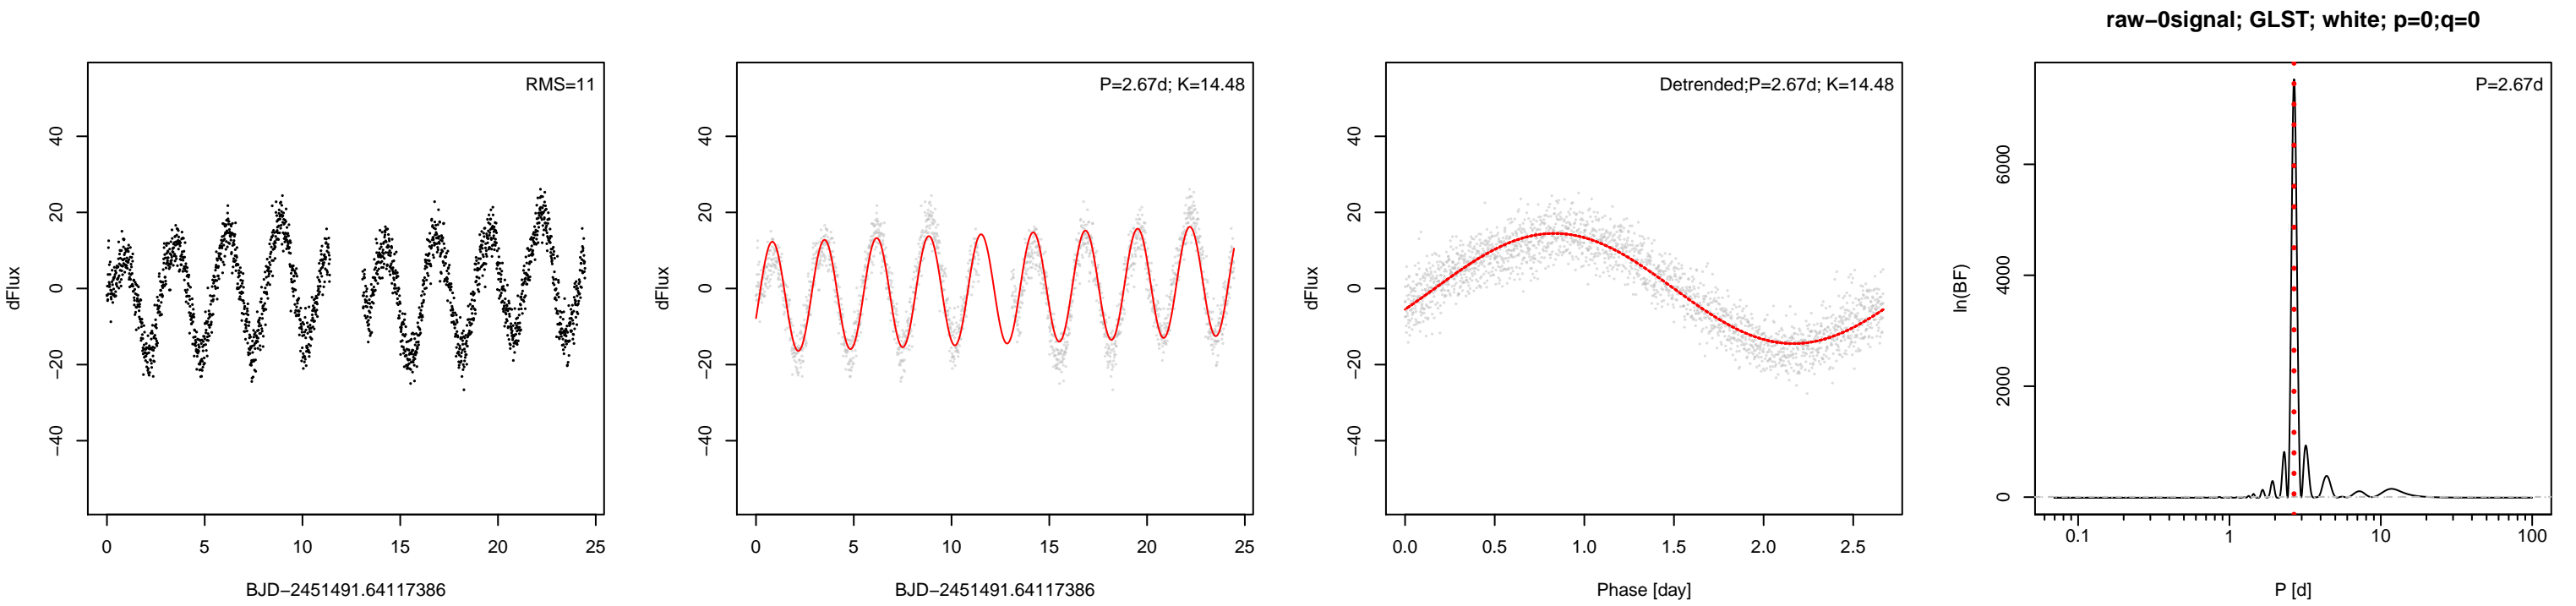 raw−0signal; GLST; white; p=0;q=0
RMS=11
dFlux
40
20
0
−20
−40
0 5 10 15 20 25
BJD−2451491.64117386
P=2.67d; K=14.48
dFlux
40
20
0
−20
−40
0 5 10 15 20 25
BJD−2451491.64117386
Detrended;P=2.67d; K=14.48
dFlux
40
20
0
−20
−40
0.0 0.5 1.0 1.5 2.0 2.5
Phase [day]
P=2.67d
ln(BF)
6000
4000
2000
0
0.1 1 10 100
P [d]